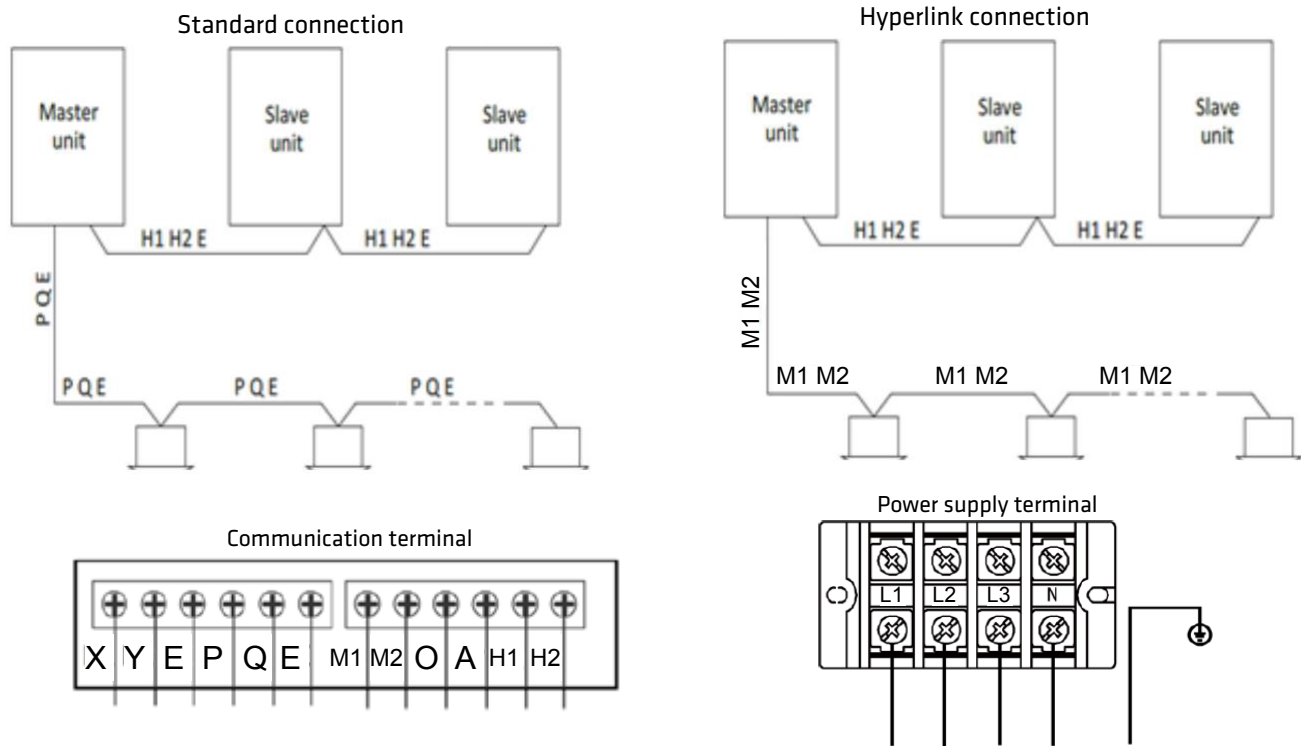 Standard connection
Master unit
Slave unit
Slave unit
H1 H2 E
H1 H2 E
P Q E
P Q E
P Q E
P Q E
Hyperlink connection
Master unit
Slave unit
Slave unit
H1 H2 E
H1 H2 E
M1 M2
M1 M2
M1 M2
M1 M2
Communication terminal
X Y E P Q E M1 M2 O A H1 H2
Power supply terminal
L1 L2 L3 N